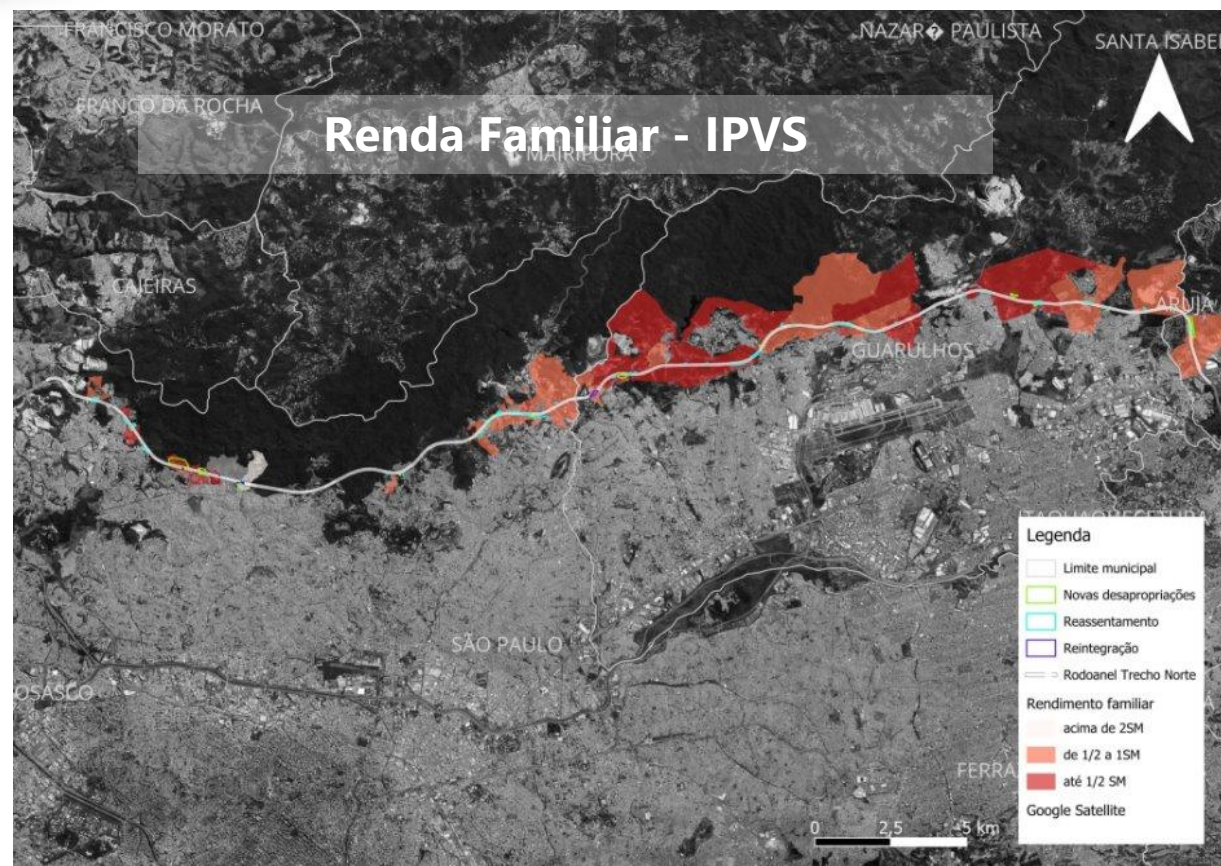 FRANCISCO MORATO
NAZAR� PAULISTA
SANTA ISABEL
FRANCO DA ROCHA
Renda Familiar - IPVS
MAIRIPORÃ
CAIEIRAS
ARUJÁ
GUARULHOS
ITAQUAQUECETUBA
SÃO PAULO
OSASCO
FERRA
Legenda
Limite municipal
Novas desapropriações
Reassentamento
Reintegração
Rodoanel Trecho Norte
Rendimento familiar
acima de 2SM
de 1/2 a 1SM
até 1/2 SM
Google Satellite
0 2,5 5 km